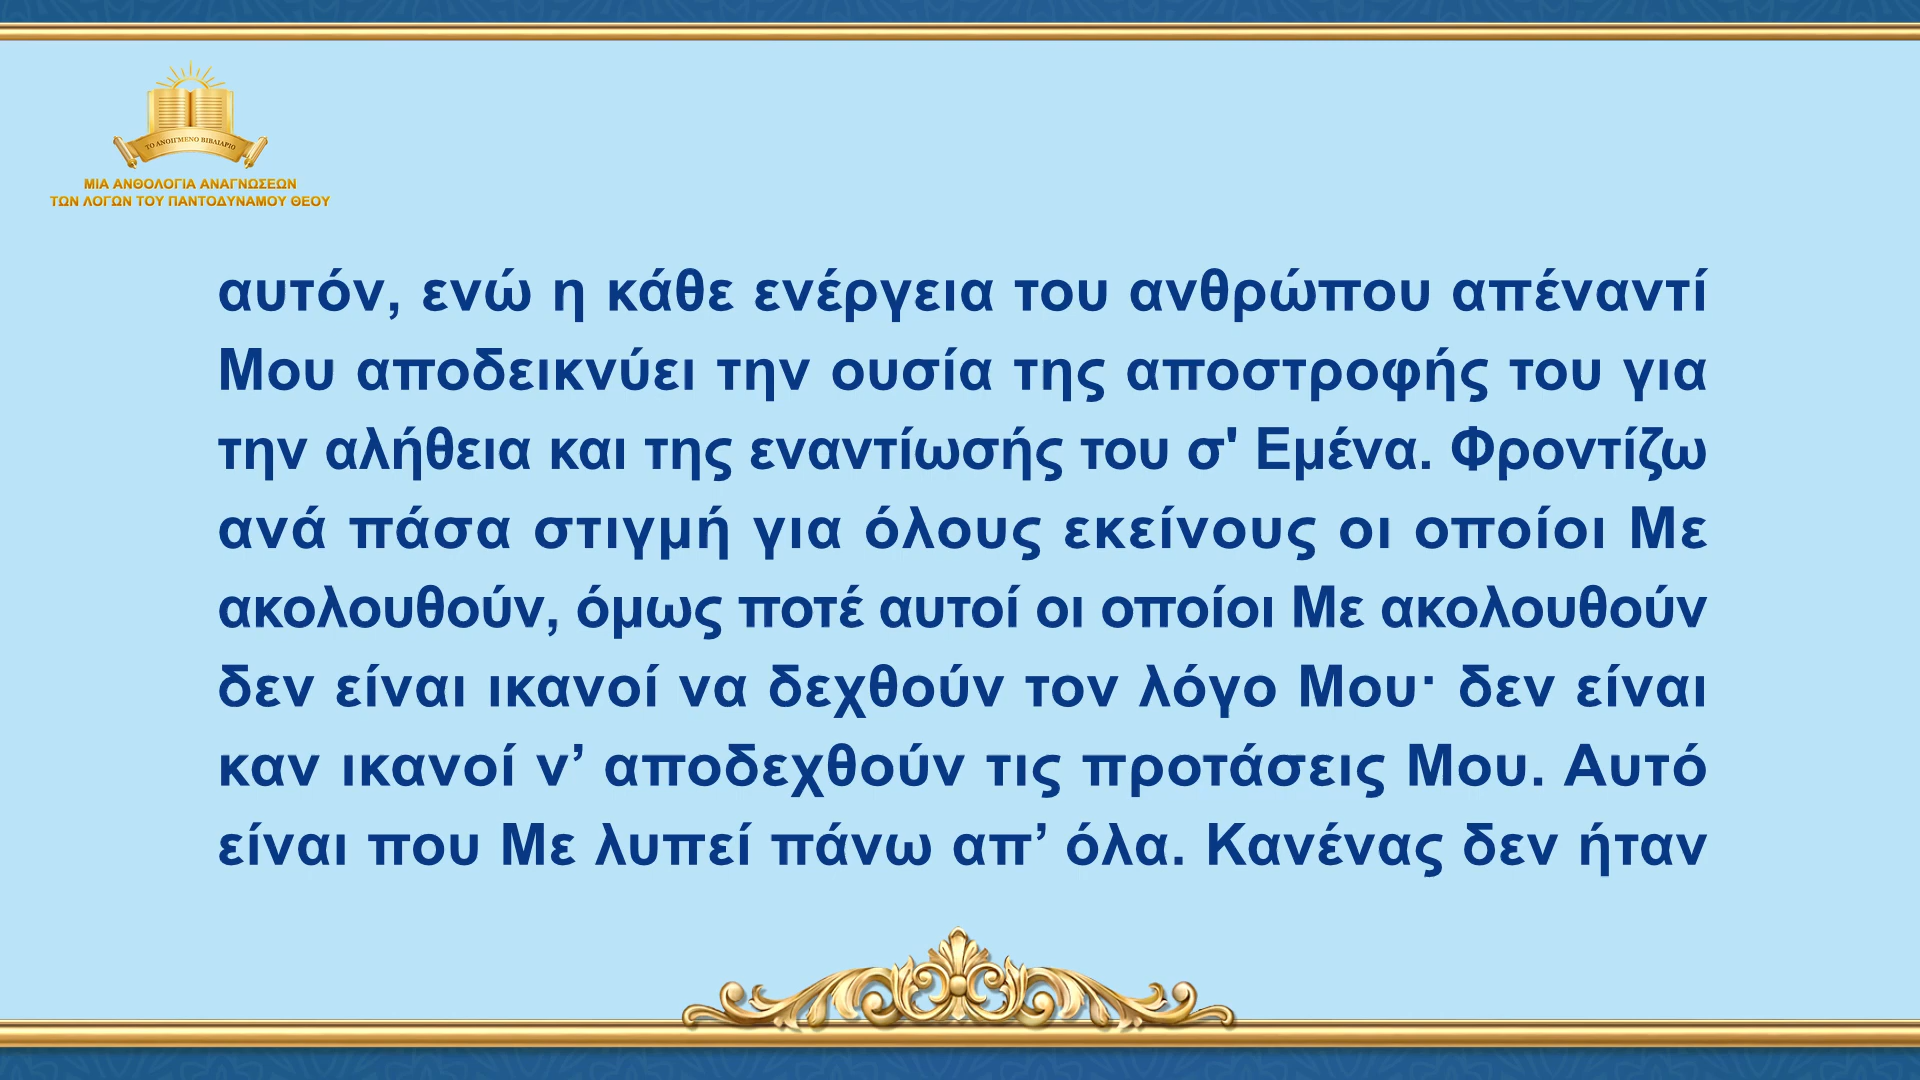 ΤΟ ΑΝΟΙΓΜΕΝΟ ΒΙΒΛΙΑΡΙΟ
ΜΙΑ ΑΝΘΟΛΟΓΙΑ ΑΝΑΓΝΩΣΕΩΝ
ΤΩΝ ΛΟΓΩΝ ΤΟΥ ΠΑΝΤΟΔΥΝΑΜΟΥ ΘΕΟΥ
αυτόν, ενώ η κάθε ενέργεια του ανθρώπου απέναντί
Μου αποδεικνύει την ουσία της αποστροφής του για
την αλήθεια και της εναντίωσής του σ' Εμένα. Φροντίζω
ανά πάσα στιγμή για όλους εκείνους οι οποίοι Με
ακολουθούν, όμως ποτέ αυτοί οι οποίοι Με ακολουθούν
δεν είναι ικανοί να δεχθούν τον λόγο Μου· δεν είναι
καν ικανοί ν’ αποδεχθούν τις προτάσεις Μου. Αυτό
είναι που Με λυπεί πάνω απ’ όλα. Κανένας δεν ήταν